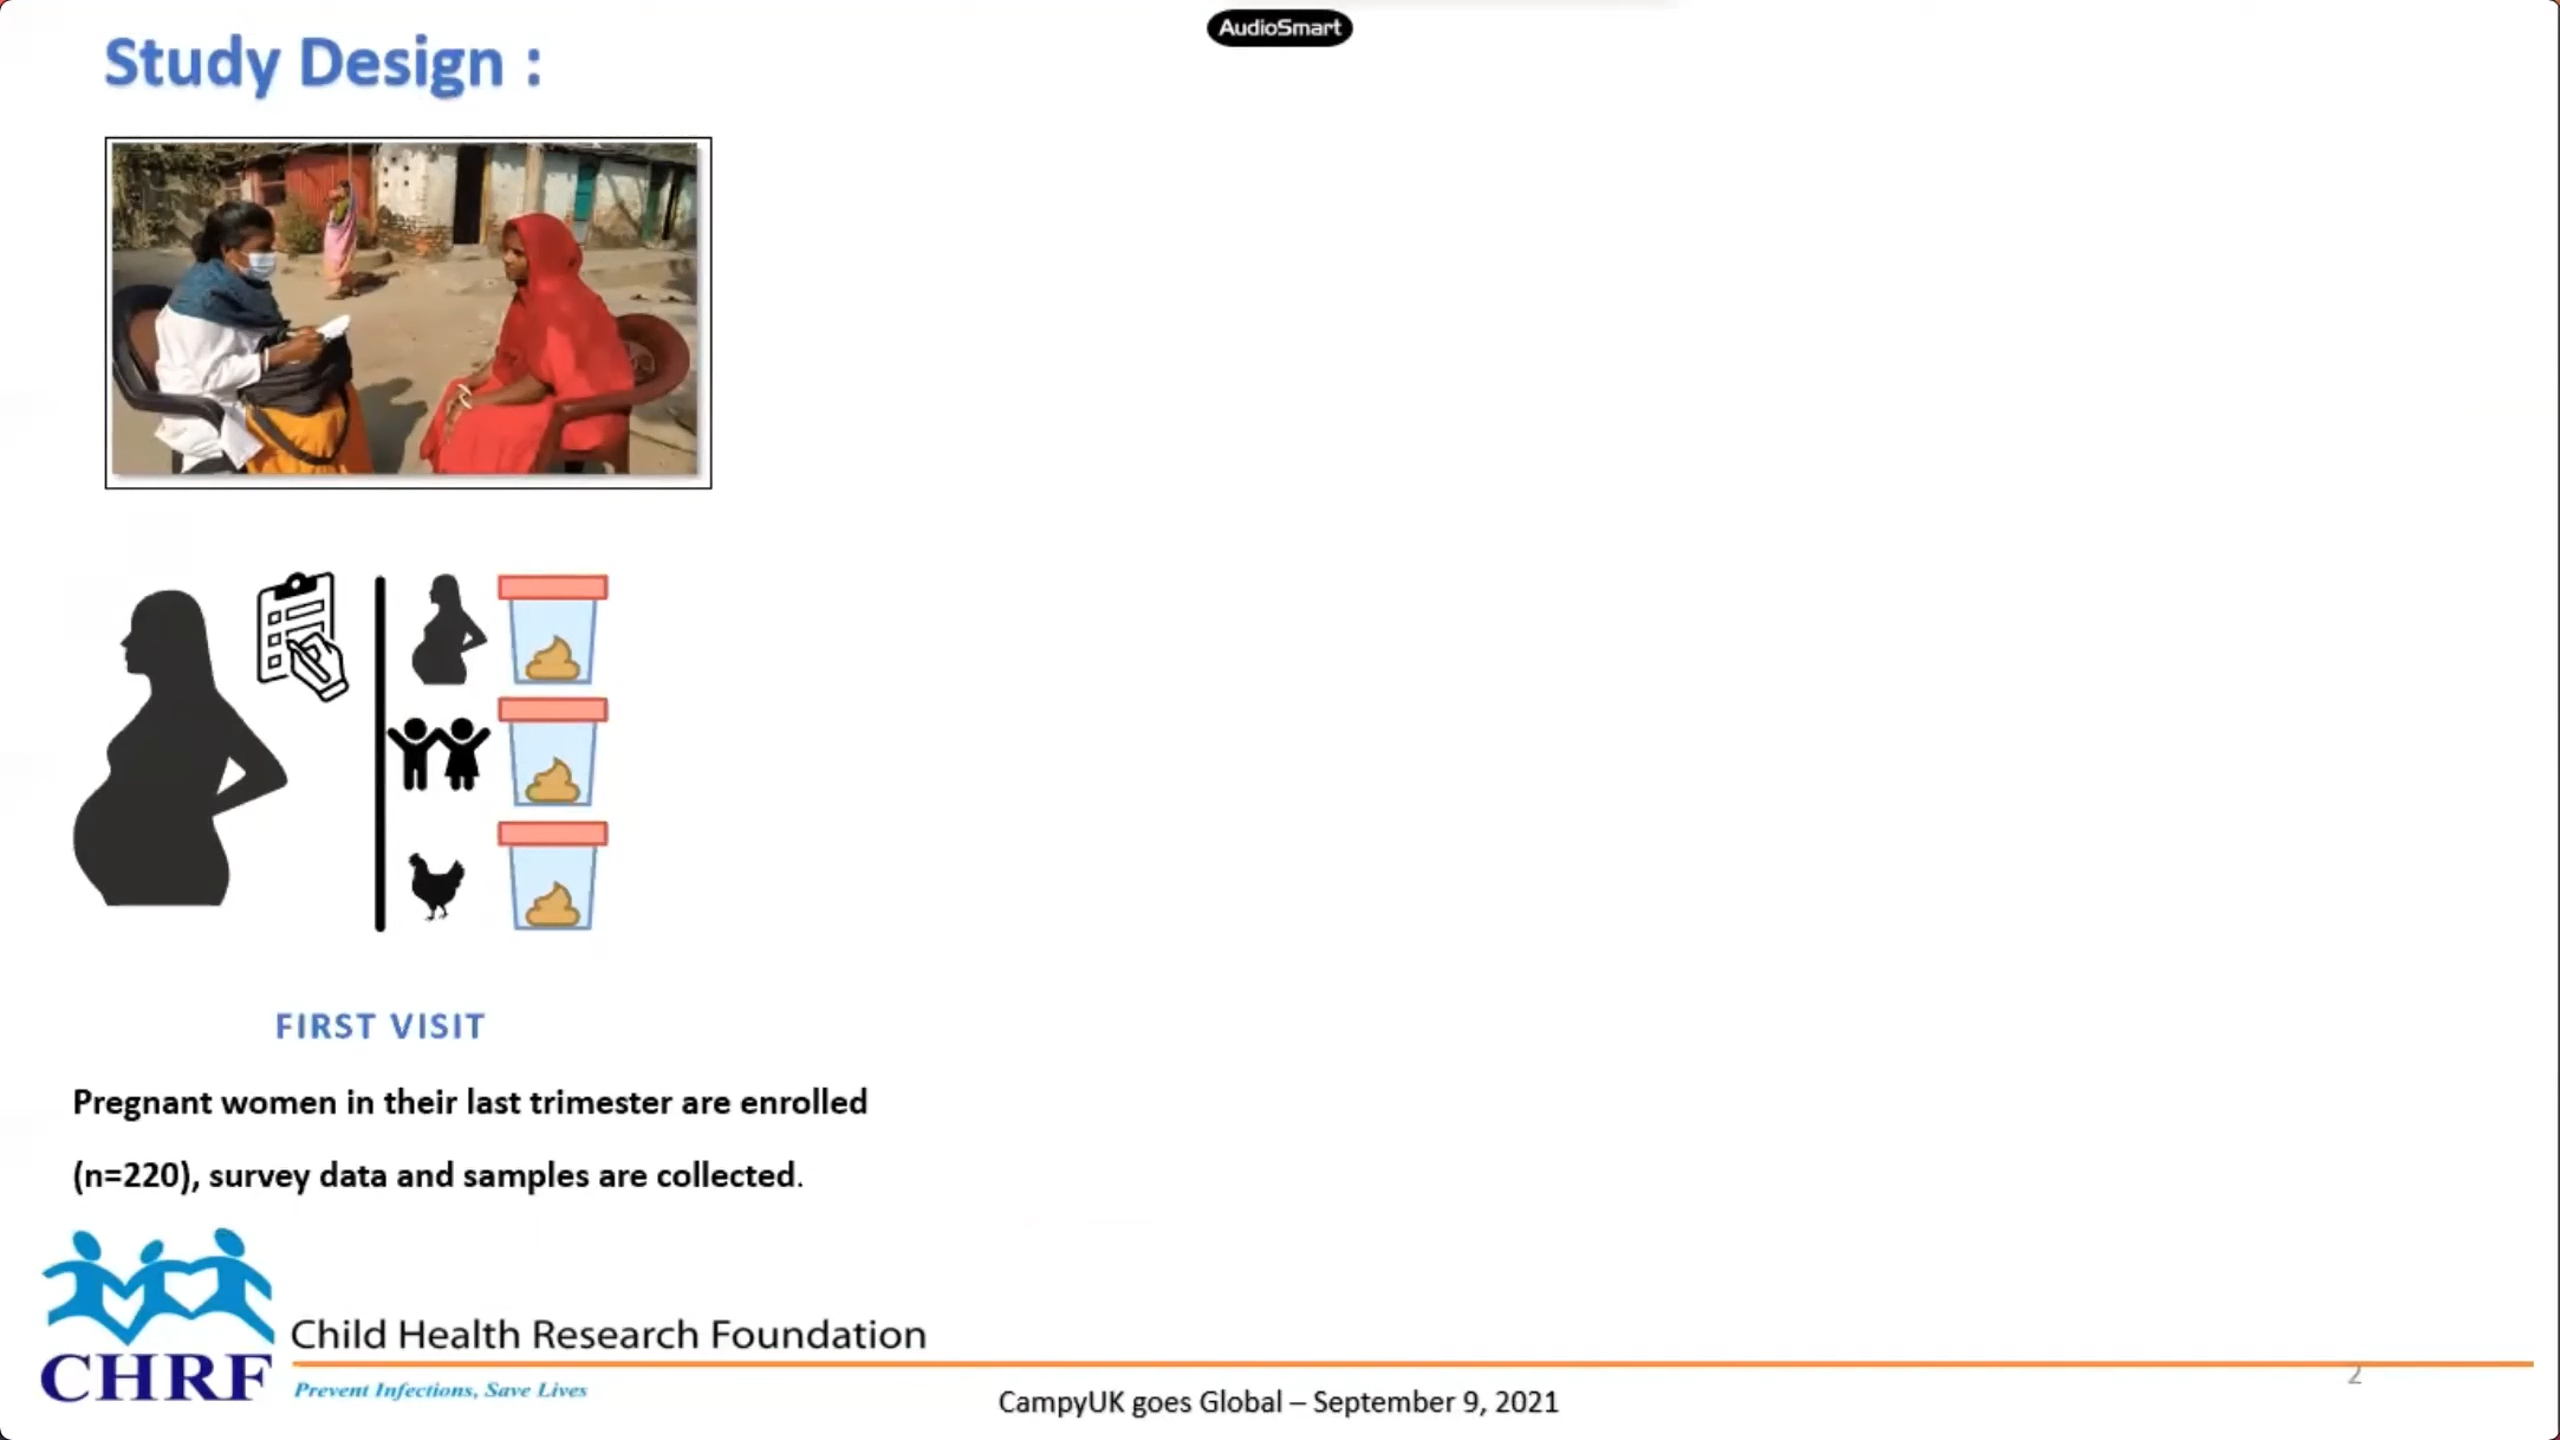 AudioSmart
Study Design :
FIRST VISIT
Pregnant women in their last trimester are enrolled
(n=220), survey data and samples are collected.
CHRF
Child Health Research Foundation
Prevent Infections, Save Lives
CampyUK goes Global – September 9, 2021
2